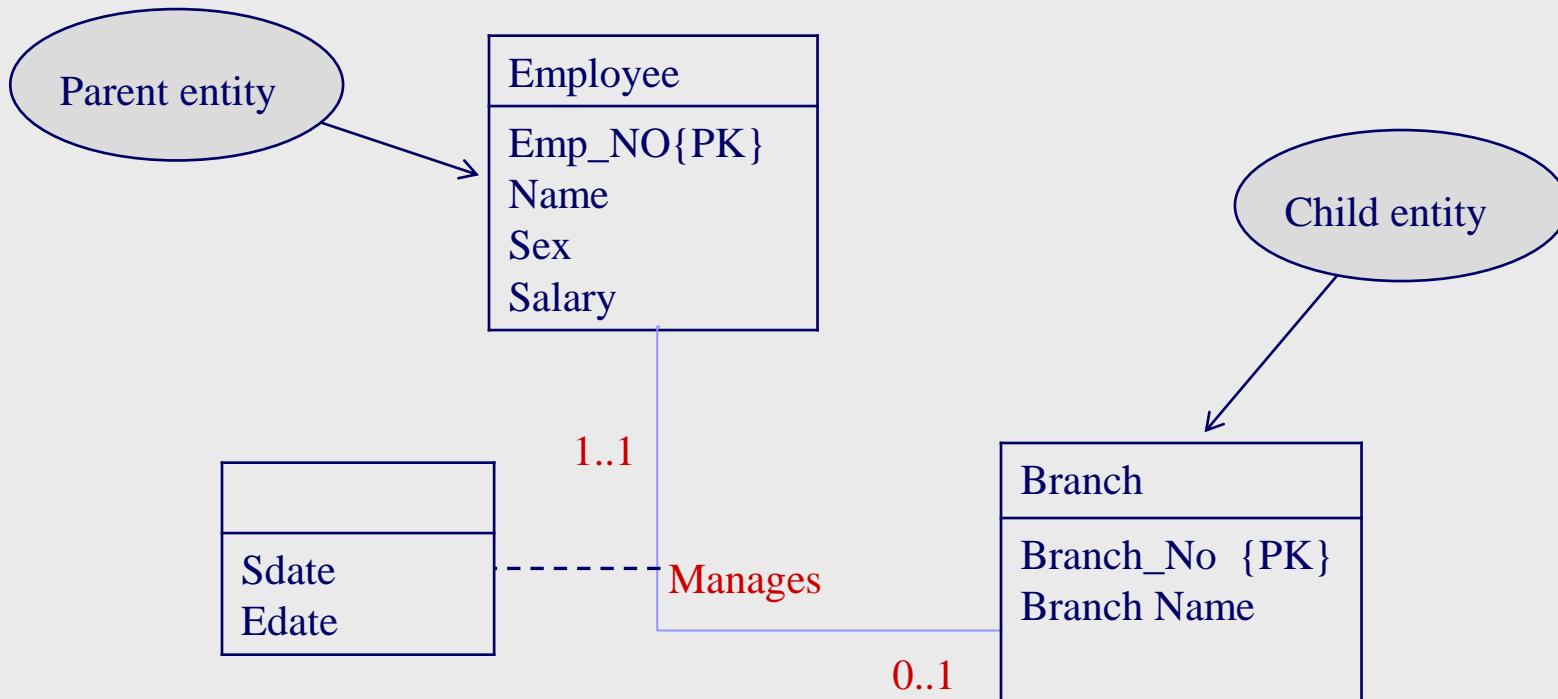 Parent entity
Employee
Emp_NO{PK}
Name
Sex
Salary
Child entity
1..1
Sdate
Edate
Manages
Branch
Branch_No {PK}
Branch Name
0..1